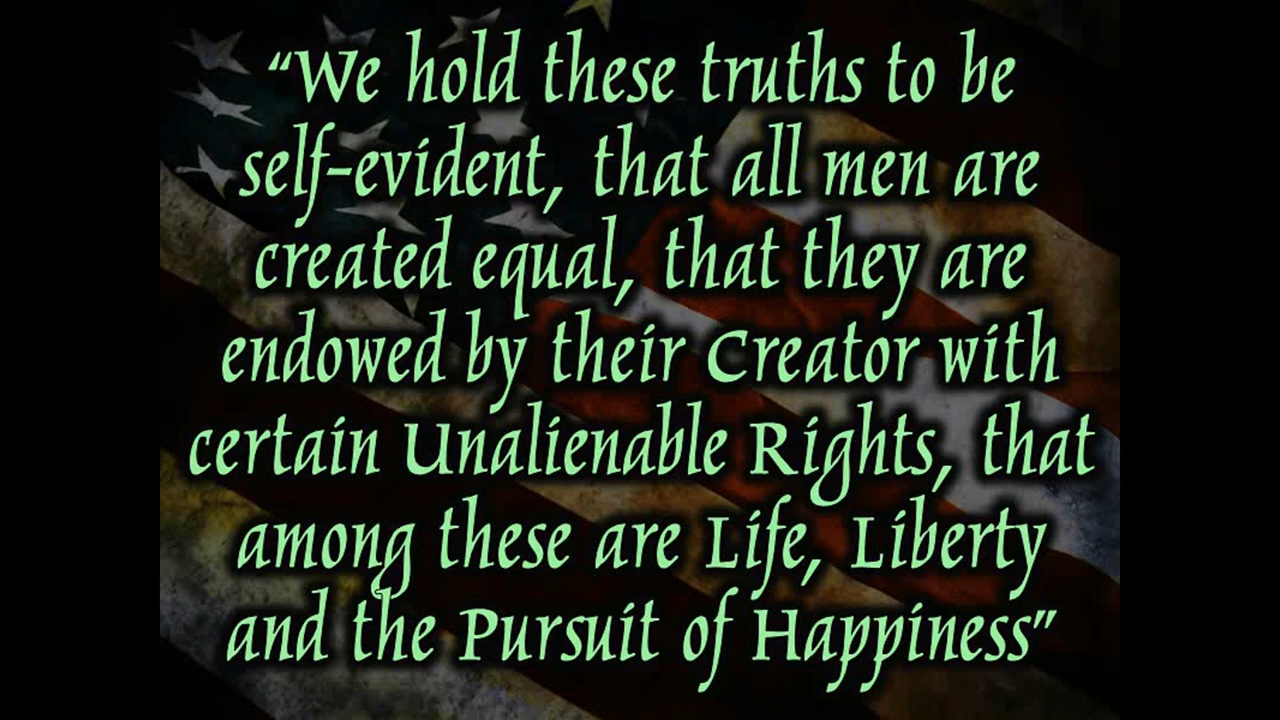 “We hold these truths to be
self-evident, that all men are
created equal, that they are
endowed by their Creator with
certain Unalienable Rights, that
among these are Life, Liberty
and the Pursuit of Happiness”